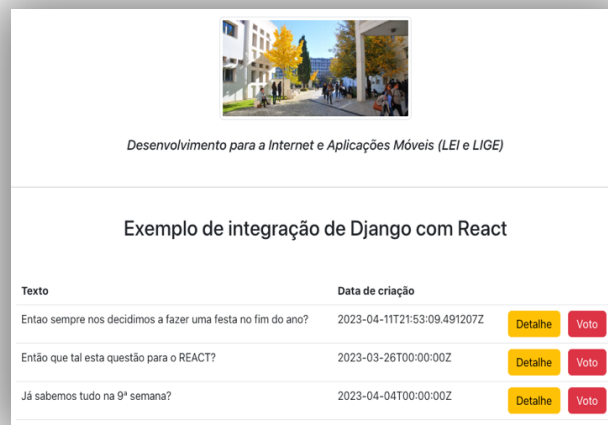 Desenvolvimento para a Internet e Aplicações Móveis (LEI e LIGE)
Exemplo de integração de Django com React
Texto Data de criação
Entao sempre nos decidimos a fazer uma festa no fim do ano? 2023-04-11T21:53:09.491207Z Detalhe Voto
Então que tal esta questão para o REACT? 2023-03-26T00:00:00Z Detalhe Voto
Já sabemos tudo na 9ª semana? 2023-04-04T00:00:00Z Detalhe Voto